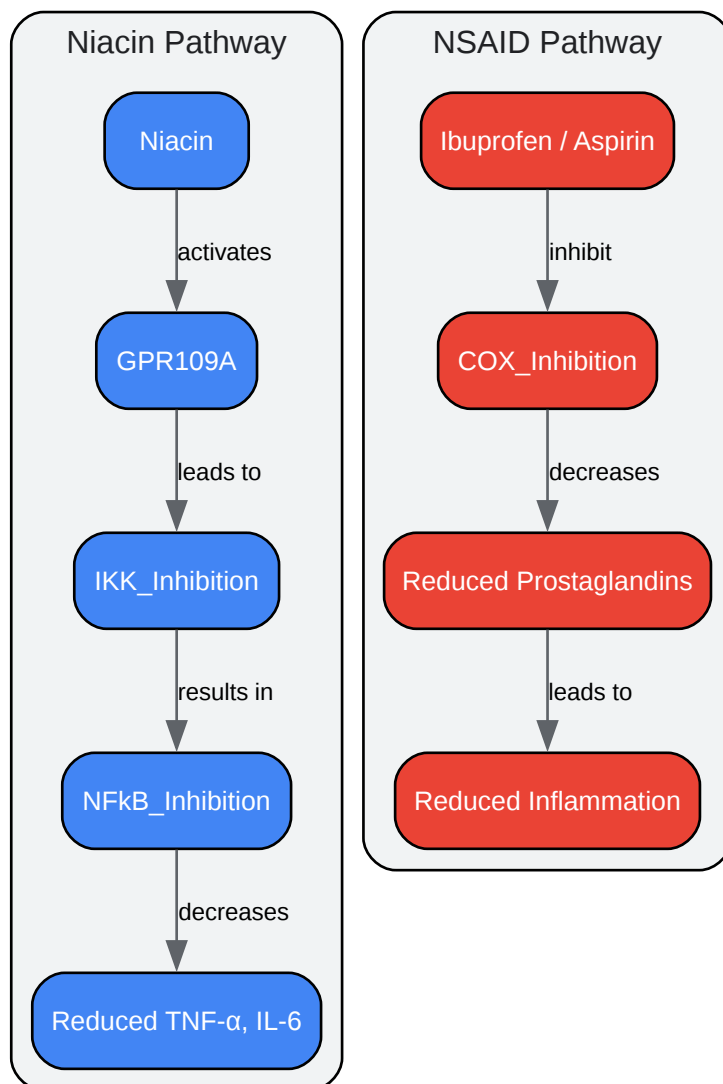 Niacin Pathway
Niacin
activates
GPR109A
leads to
IKK_Inhibition
results in
NFkB_Inhibition
decreases
Reduced TNF-α, IL-6
NSAID Pathway
Ibuprofen / Aspirin
inhibit
COX_Inhibition
decreases
Reduced Prostaglandins
leads to
Reduced Inflammation